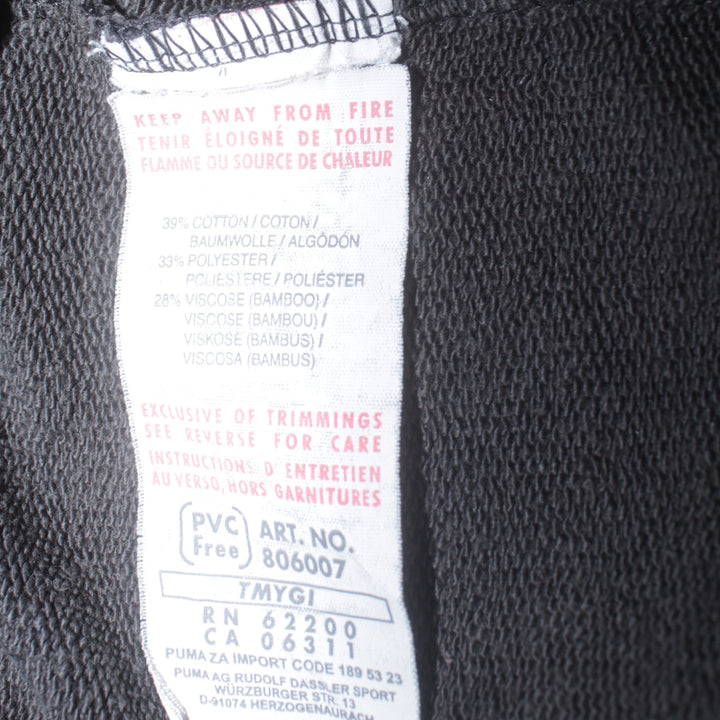 KEEP AWAY FROM FIRE
TENIR ÉLOIGNÉ DE TOUTE
FLAMME OU SOURCE DE CHALEUR
39% COTTON / COTON /
BAUMWOLLE / ALGÖDÓN
33% POLYESTER /
POLIESTERE / POLIÉSTER
28% VISCOSE (BAMBOO) /
VISCOSE (BAMBOU) /
VISKOSE (BAMBUS) /
VISCOSA (BAMBUS)
EXCLUSIVE OF TRIMMINGS
SEE REVERSE FOR CARE
INSTRUCTIONS D'ENTRETIEN
AU VERSO, HORS GARNITURES
PVC Free
ART. NO.
806007
TMYGI
RN 62200
CA 06311
PUMA ZA IMPORT CODE 189 53 23
PUMA AG RUDOLF DASSLER SPORT
WÜRZBURGER STR. 13
D-91074 HERZOGENAURACH